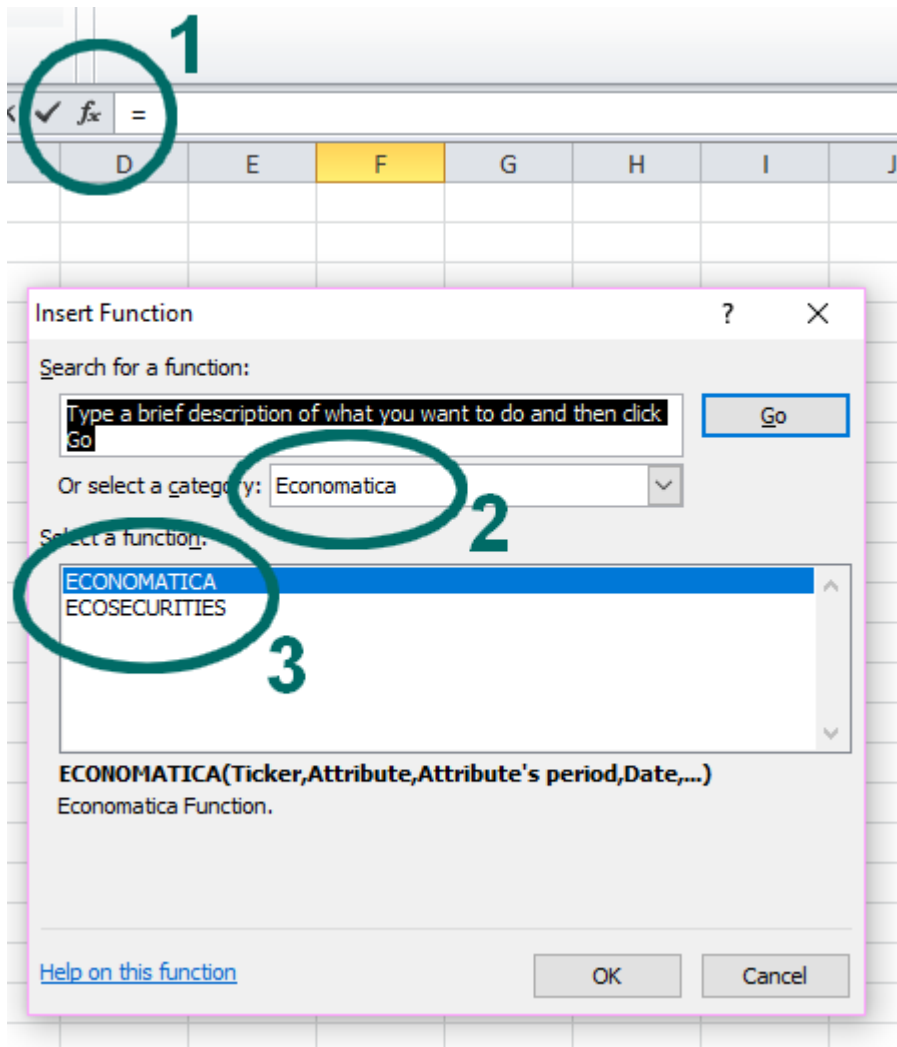 1
fx =
D E F G H I J
Insert Function ?
Search for a function:
Type a brief description of what you want to do and then click
Go
Go
Or select a category: Economatica
2
Select a function:
ECONOMATICA
ECOSECURITIES
3
ECONOMATICA(Ticker,Attribute,Attribute's period,Date,...)
Economatica Function.
Help on this function
OK
Cancel